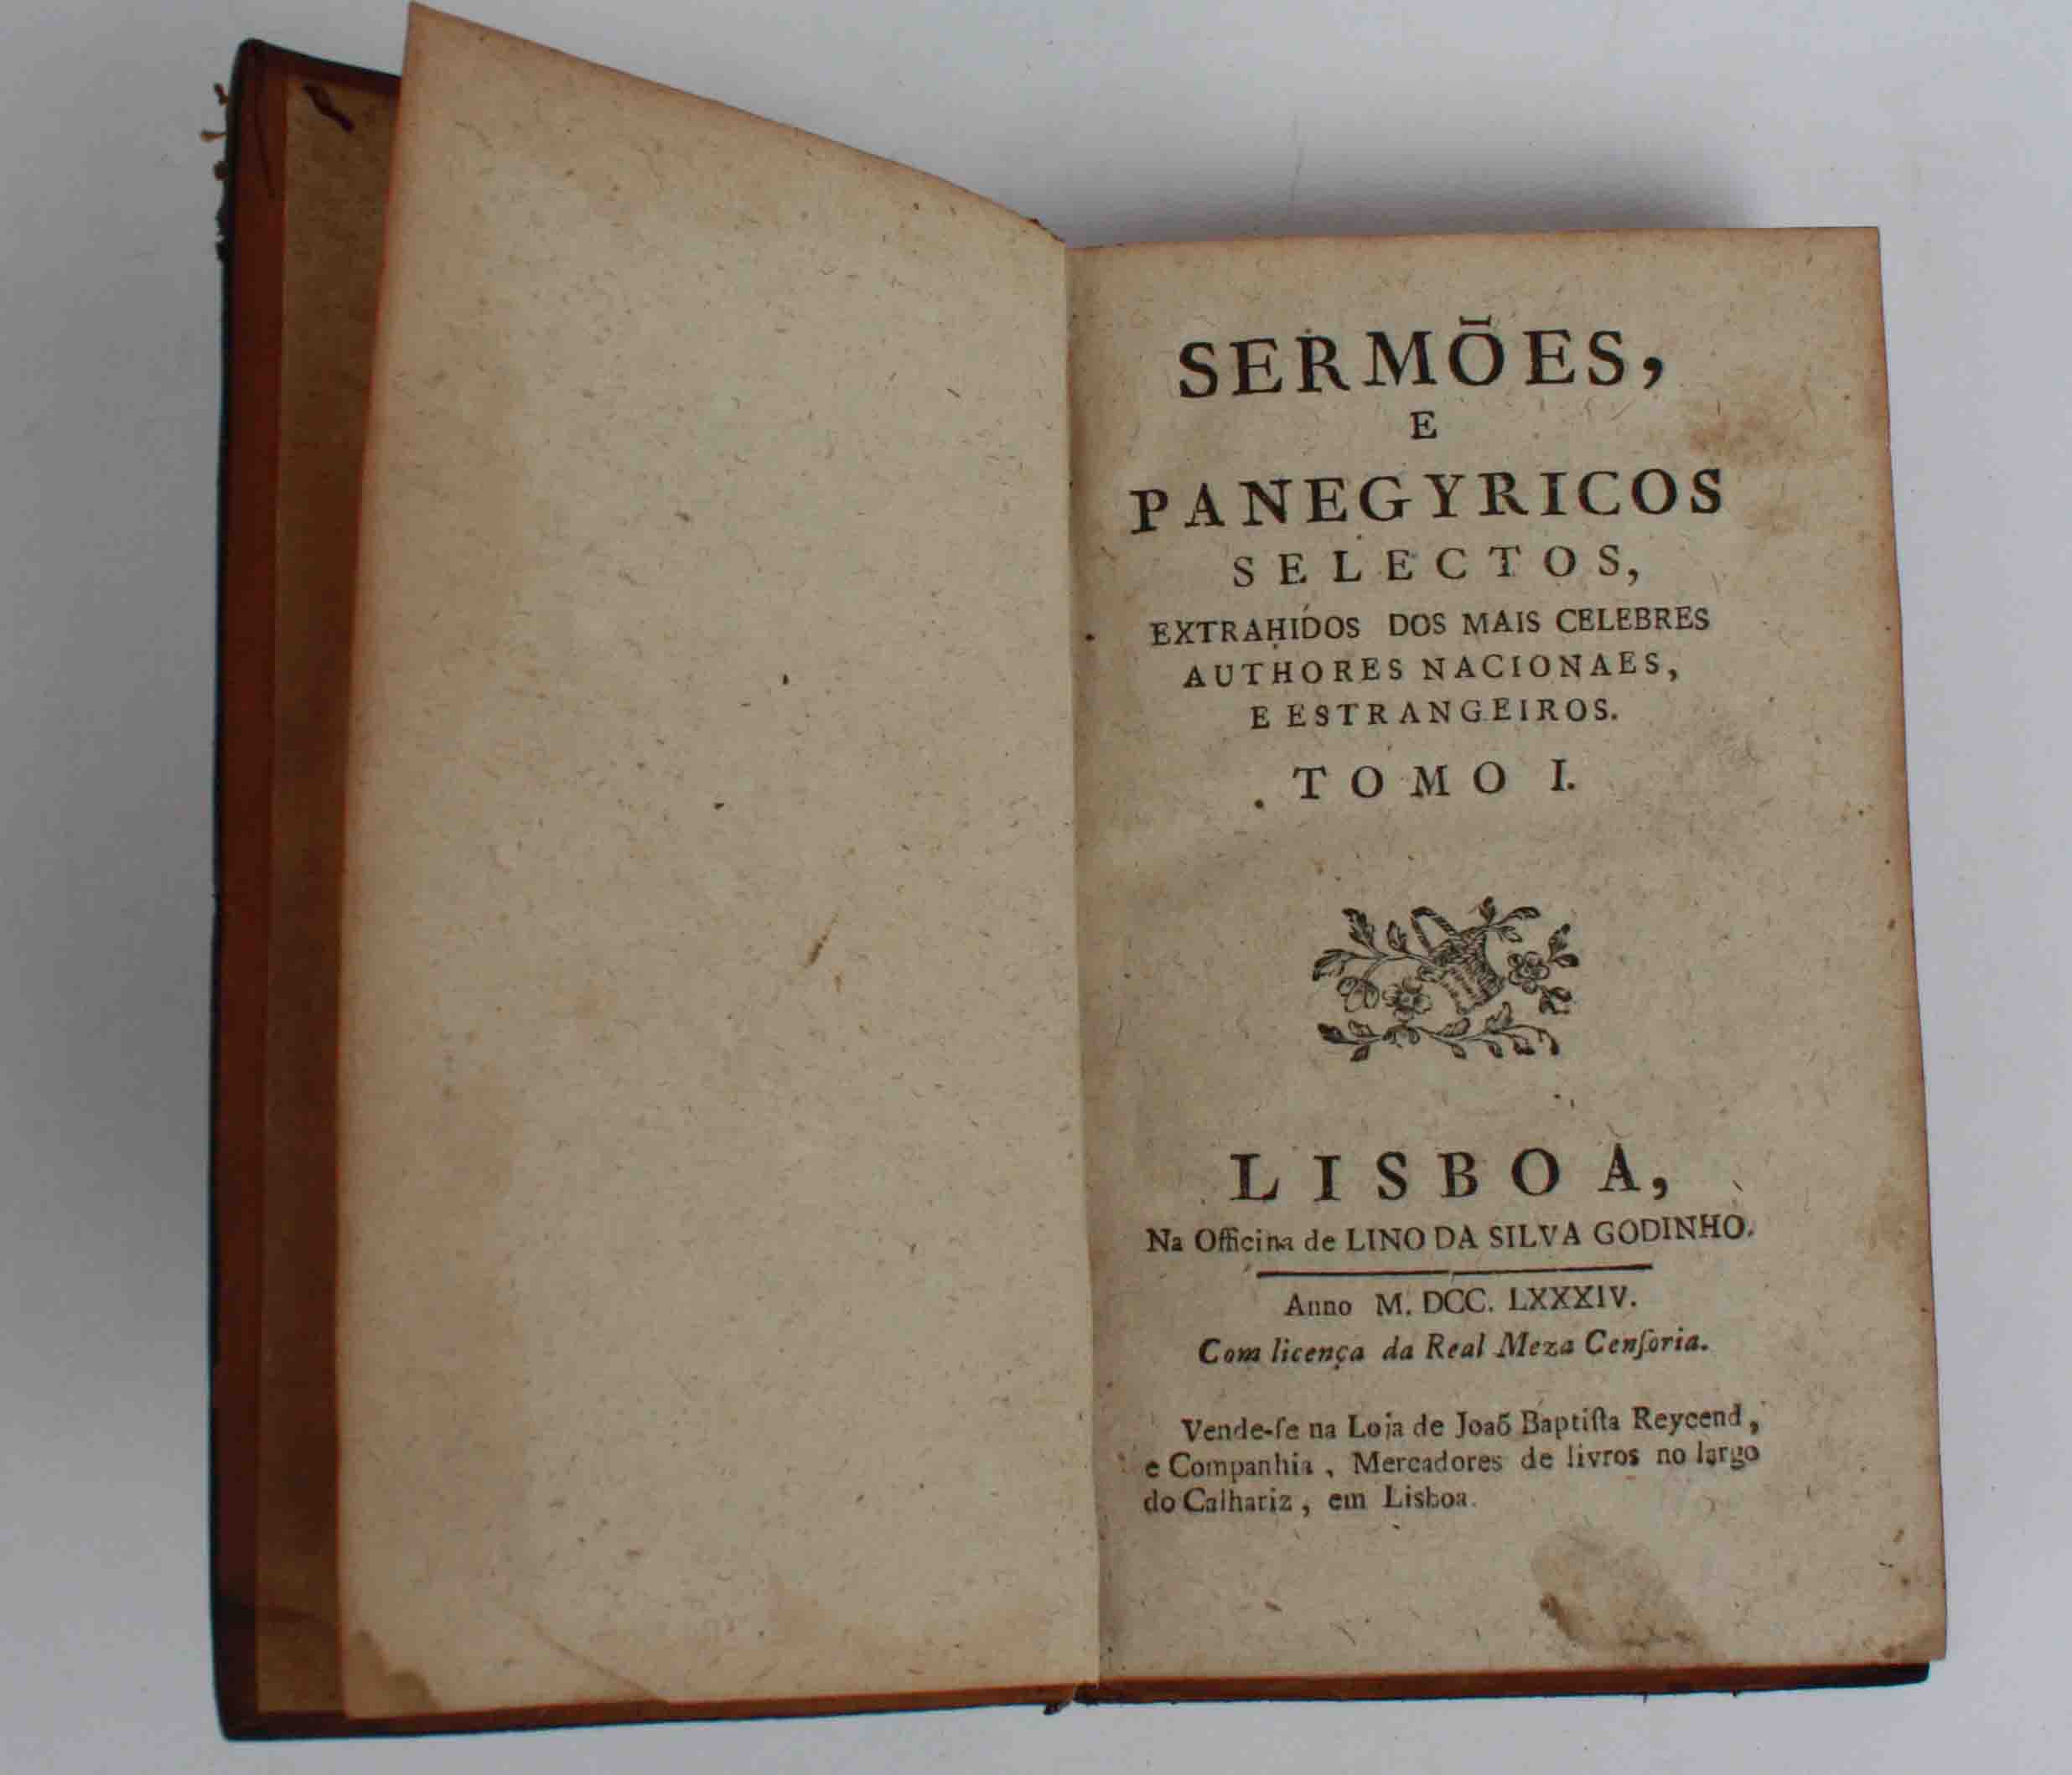 SERMÕES,
E
PANEGYRICOS
SELECTOS,
EXTRAHIDOS DOS MAIS CELEBRES
AUTHORES NACIONAES,
E ESTRANGEIROS.
TOMO I.
LISBOA,
Na Officina de LINO DA SILVA GODINHO.
Anno M. DCC. LXXXIV.
Com licença da Real Meza Cenſoria.
Vende-ſe na Loja de Joaõ Baptiſta Reycend,
e Companhia, Mercadores de livros no largo
do Calhariz, em Lisboa.